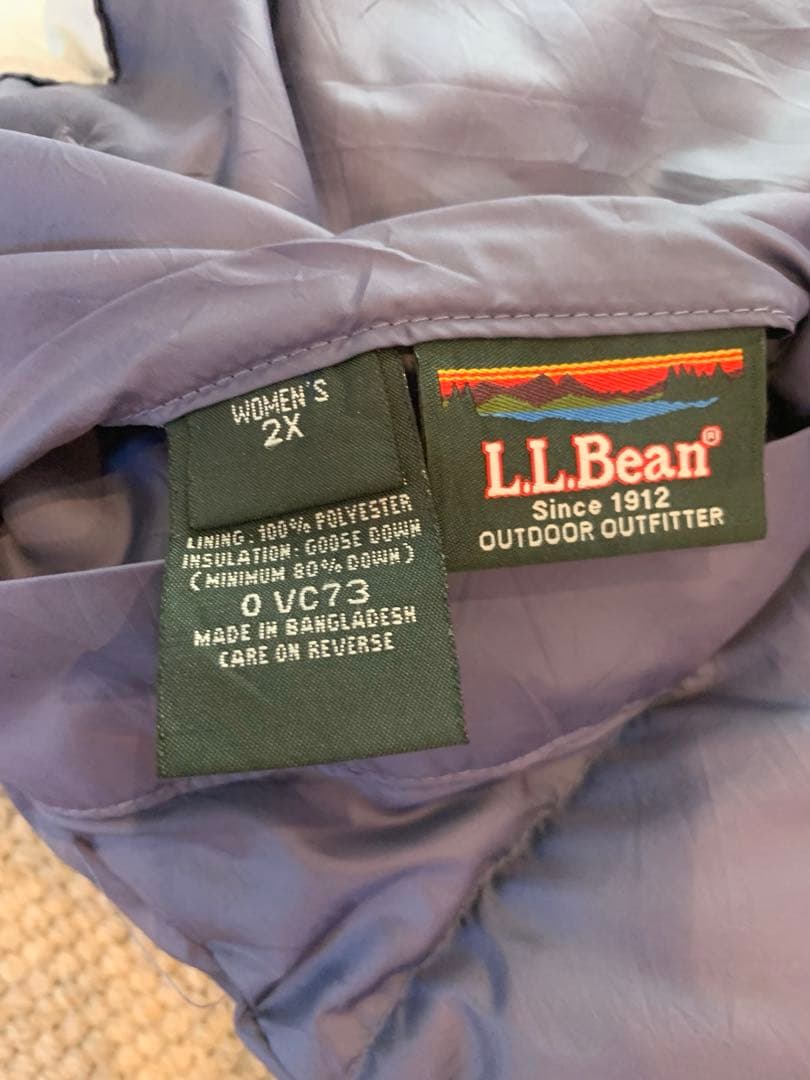 WOMEN'S
2X
LINING: 100% POLYESTER
INSULATION: GOOSE DOWN
(MINIMUM 80% DOWN)
0 VC73
MADE IN BANGLADESH
CARE ON REVERSE
L.L.Bean®
Since 1912
OUTDOOR OUTFITTER